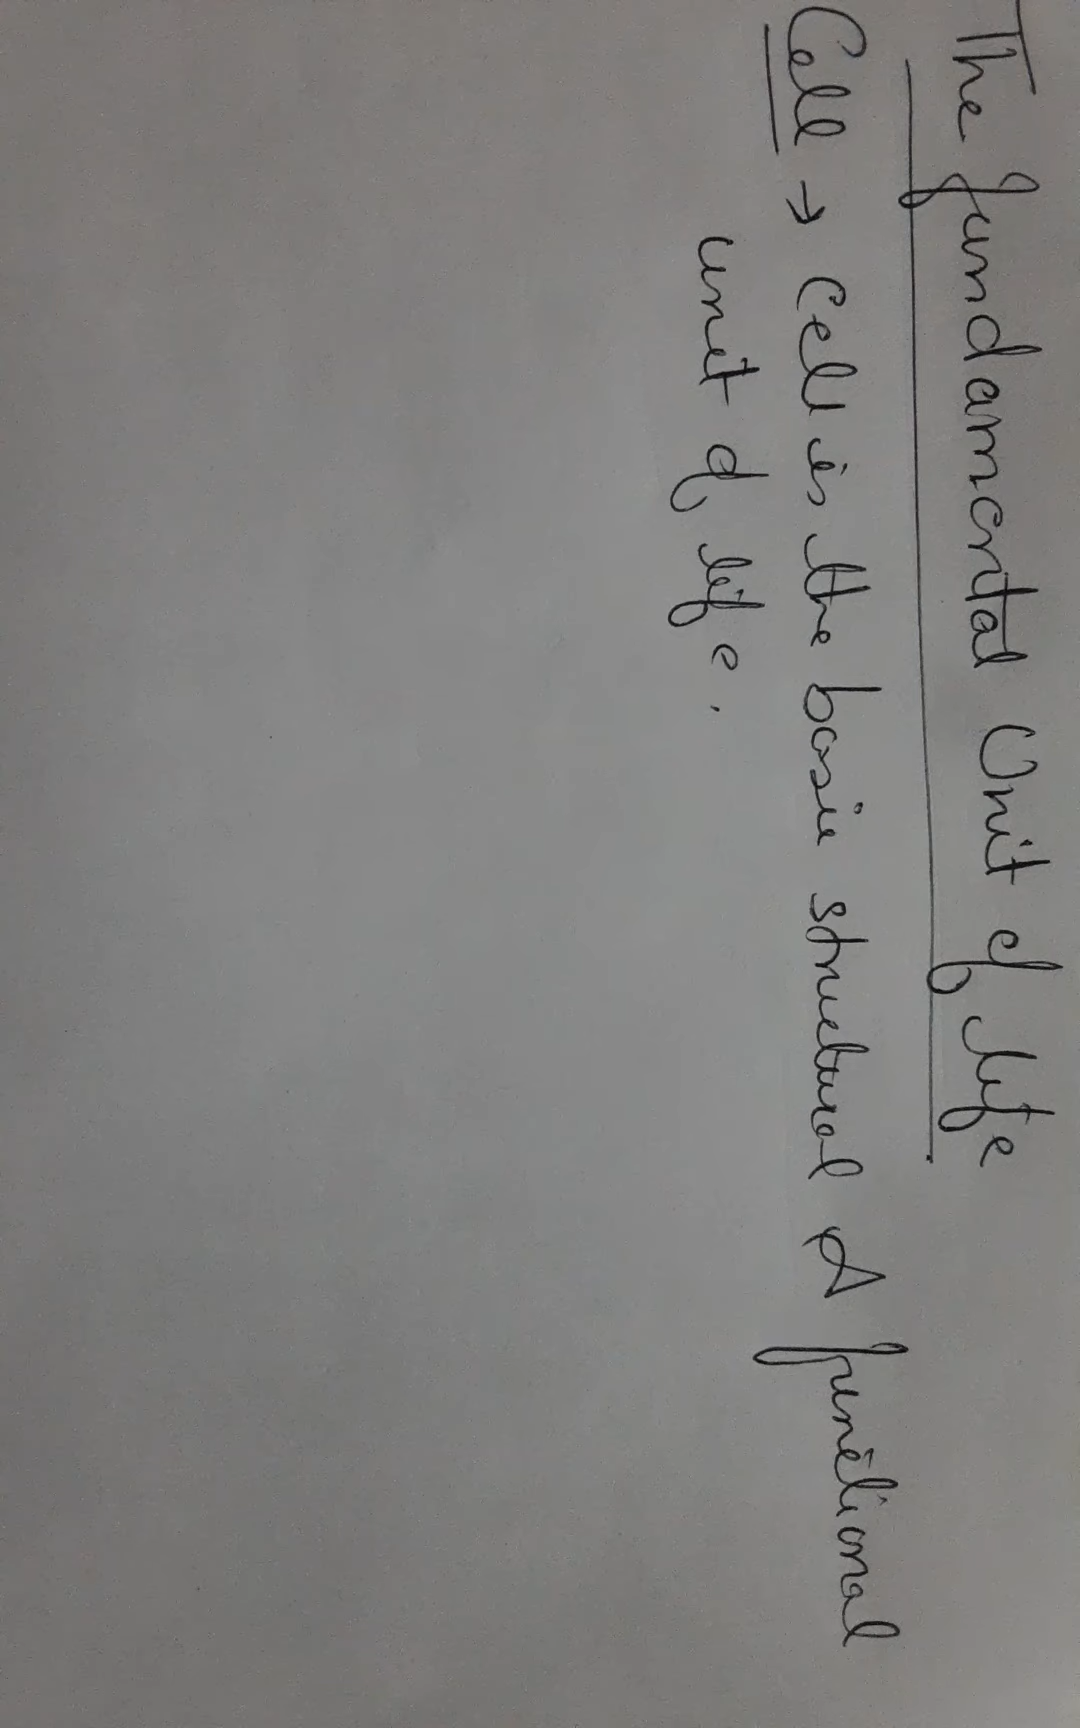 The fundamental Unit of life
Cell → Cell is the basic structural & functional
unit of life.